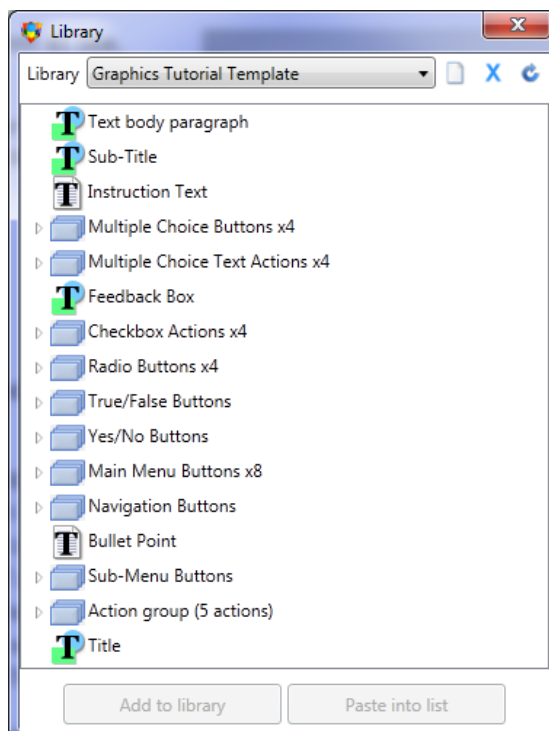 Library
Library Graphics Tutorial Template
Text body paragraph
Sub-Title
Instruction Text
Multiple Choice Buttons x4
Multiple Choice Text Actions x4
Feedback Box
Checkbox Actions x4
Radio Buttons x4
True/False Buttons
Yes/No Buttons
Main Menu Buttons x8
Navigation Buttons
Bullet Point
Sub-Menu Buttons
Action group (5 actions)
Title
Add to library Paste into list